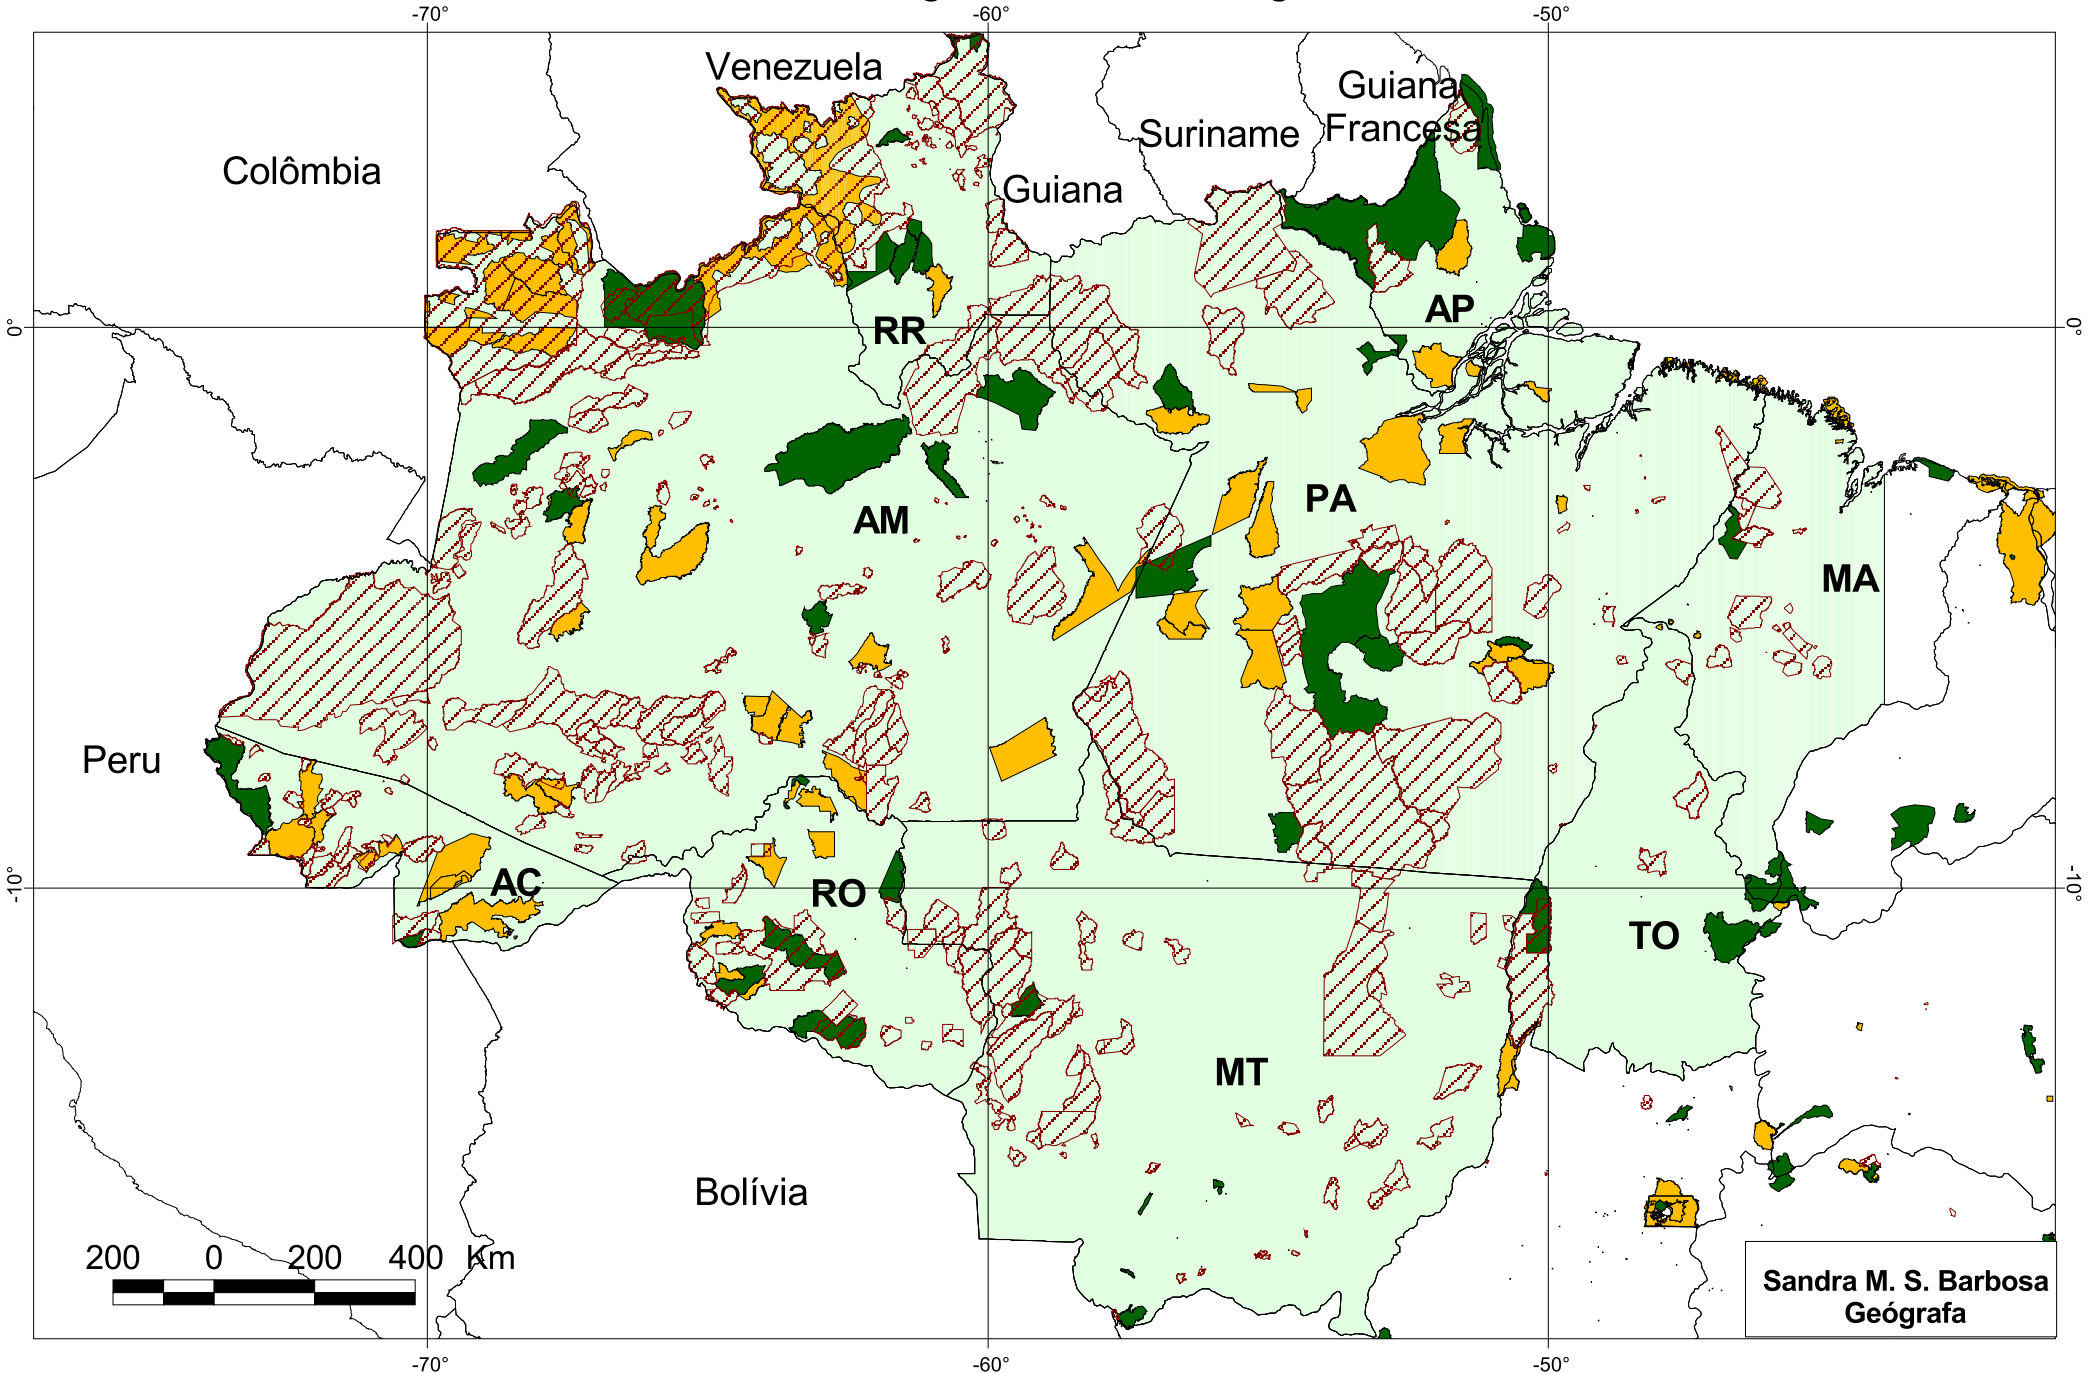 -70°
-60°
-50°
Venezuela
Guiana
Francesa
Suriname
Colômbia
Guiana
AP
0°
RR
0°
PA
AM
MA
Peru
AC
-10°
RO
-10°
TO
MT
Bolívia
200
0
200
400
Km
Sandra M. S. Barbosa
Geógrafa
-70°
-60°
-50°